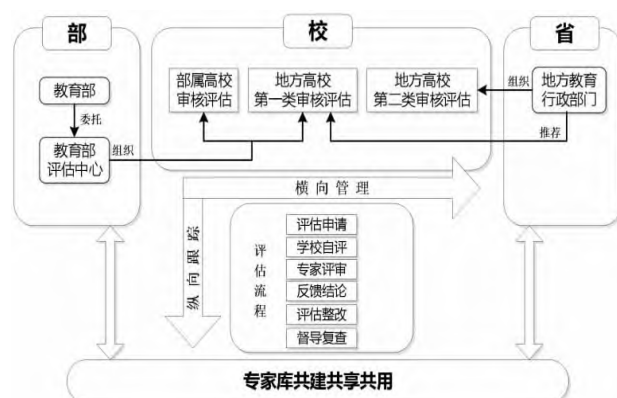 部
校
省
教育部
委托
教育部
评估中心
组织
部属高校
审核评估
地方高校
第一类审核评估
地方高校
第二类审核评估
组织
地方教育
行政部门
推荐
横向管理
纵向跟踪
评估流程
评估申请
学校自评
专家评审
反馈结论
评估整改
督导复查
专家库共建共享共用